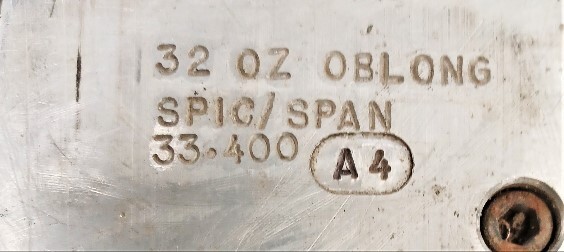 32 OZ OBLONG
SPIC/SPAN
33-400 A4